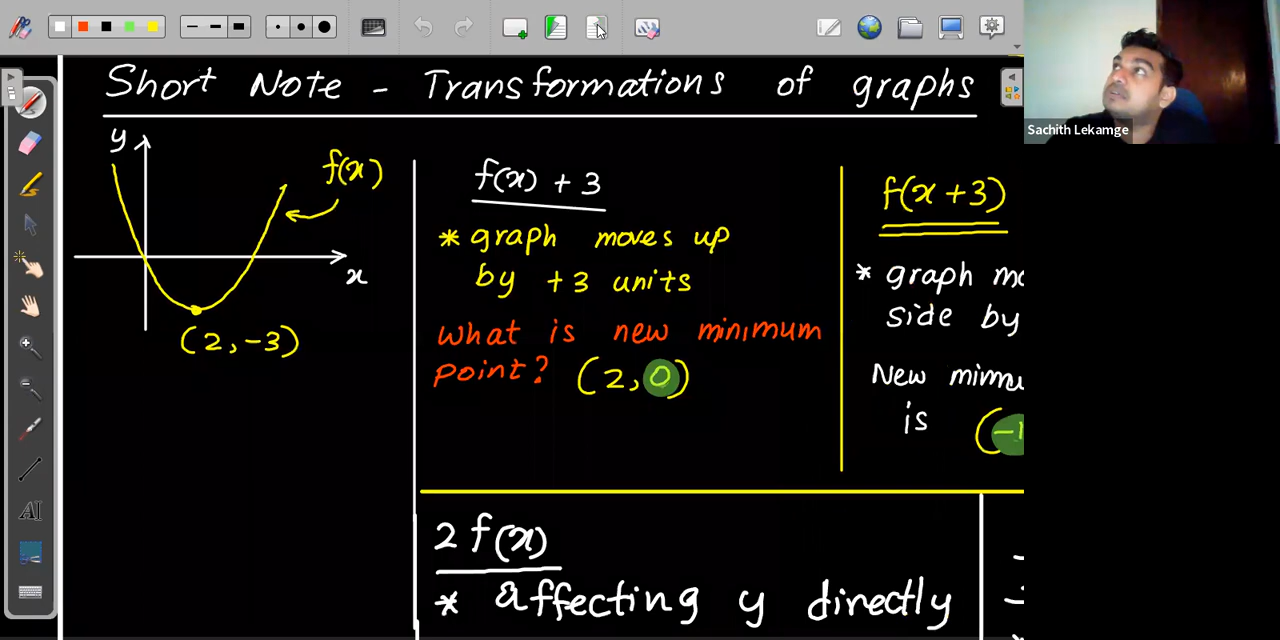 Short Note - Transformations of graphs
Sachith Lekamge
y
f(x)
x
(2, -3)
f(x) + 3
* graph moves up
by +3 units
What is new minimum
point? (2, 0)
f(x+3)
* graph
side by
New
is
2 f(x)
* affecting y directly
AI